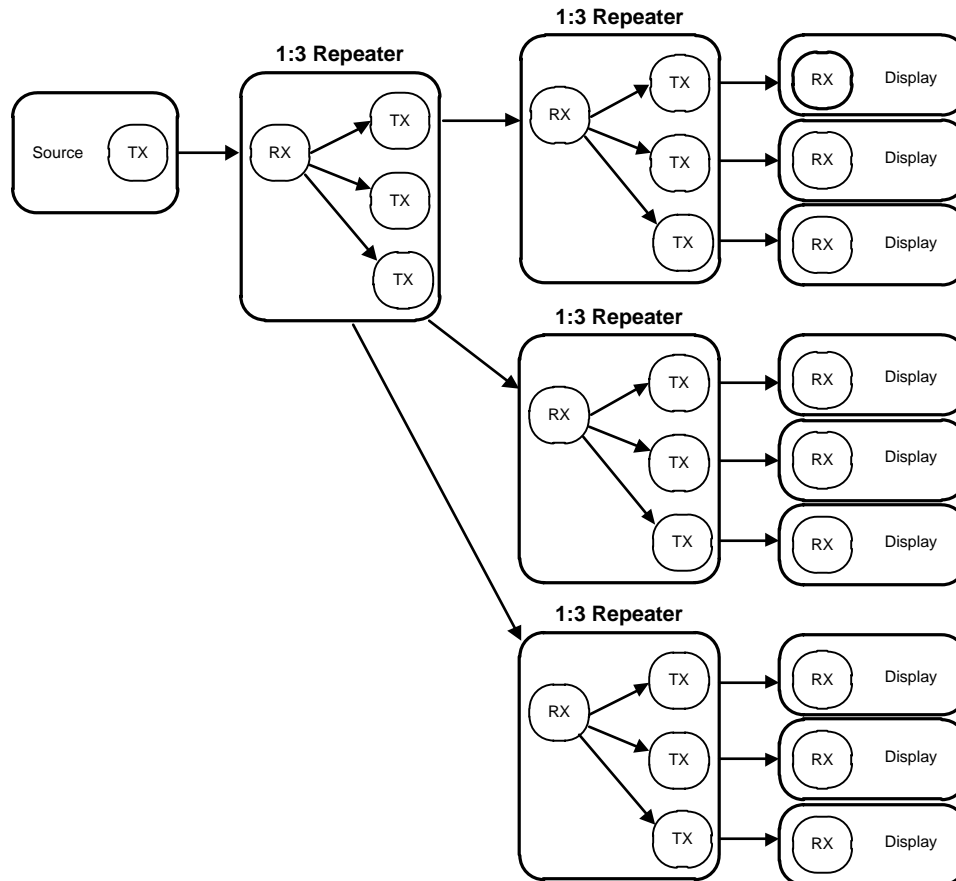 1:3 Repeater
1:3 Repeater
Source
TX
RX
TX
TX
TX
RX
TX
TX
TX
RX
Display
RX
Display
RX
Display
1:3 Repeater
RX
TX
TX
TX
RX
Display
RX
Display
RX
Display
1:3 Repeater
RX
TX
TX
TX
RX
Display
RX
Display
RX
Display